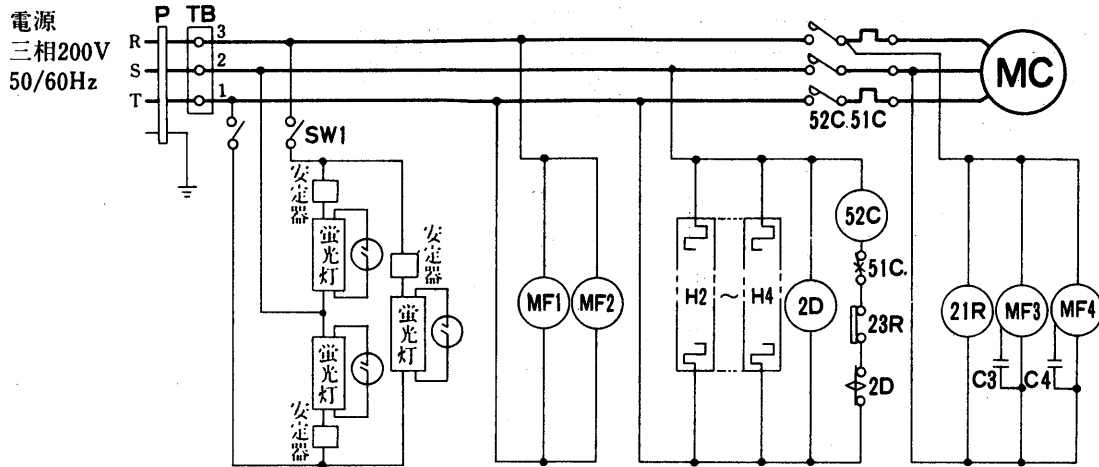 電源
三相200V
50/60Hz
P TB
R 3
S 2
T 1
SW1
安定器
蛍光灯
安定器
蛍光灯
蛍光灯
安定器
MF1
MF2
52C.51C
MC
H2 ～ H4
2D
52C
51C.
23R
2D
21R
MF3
MF4
C3
C4